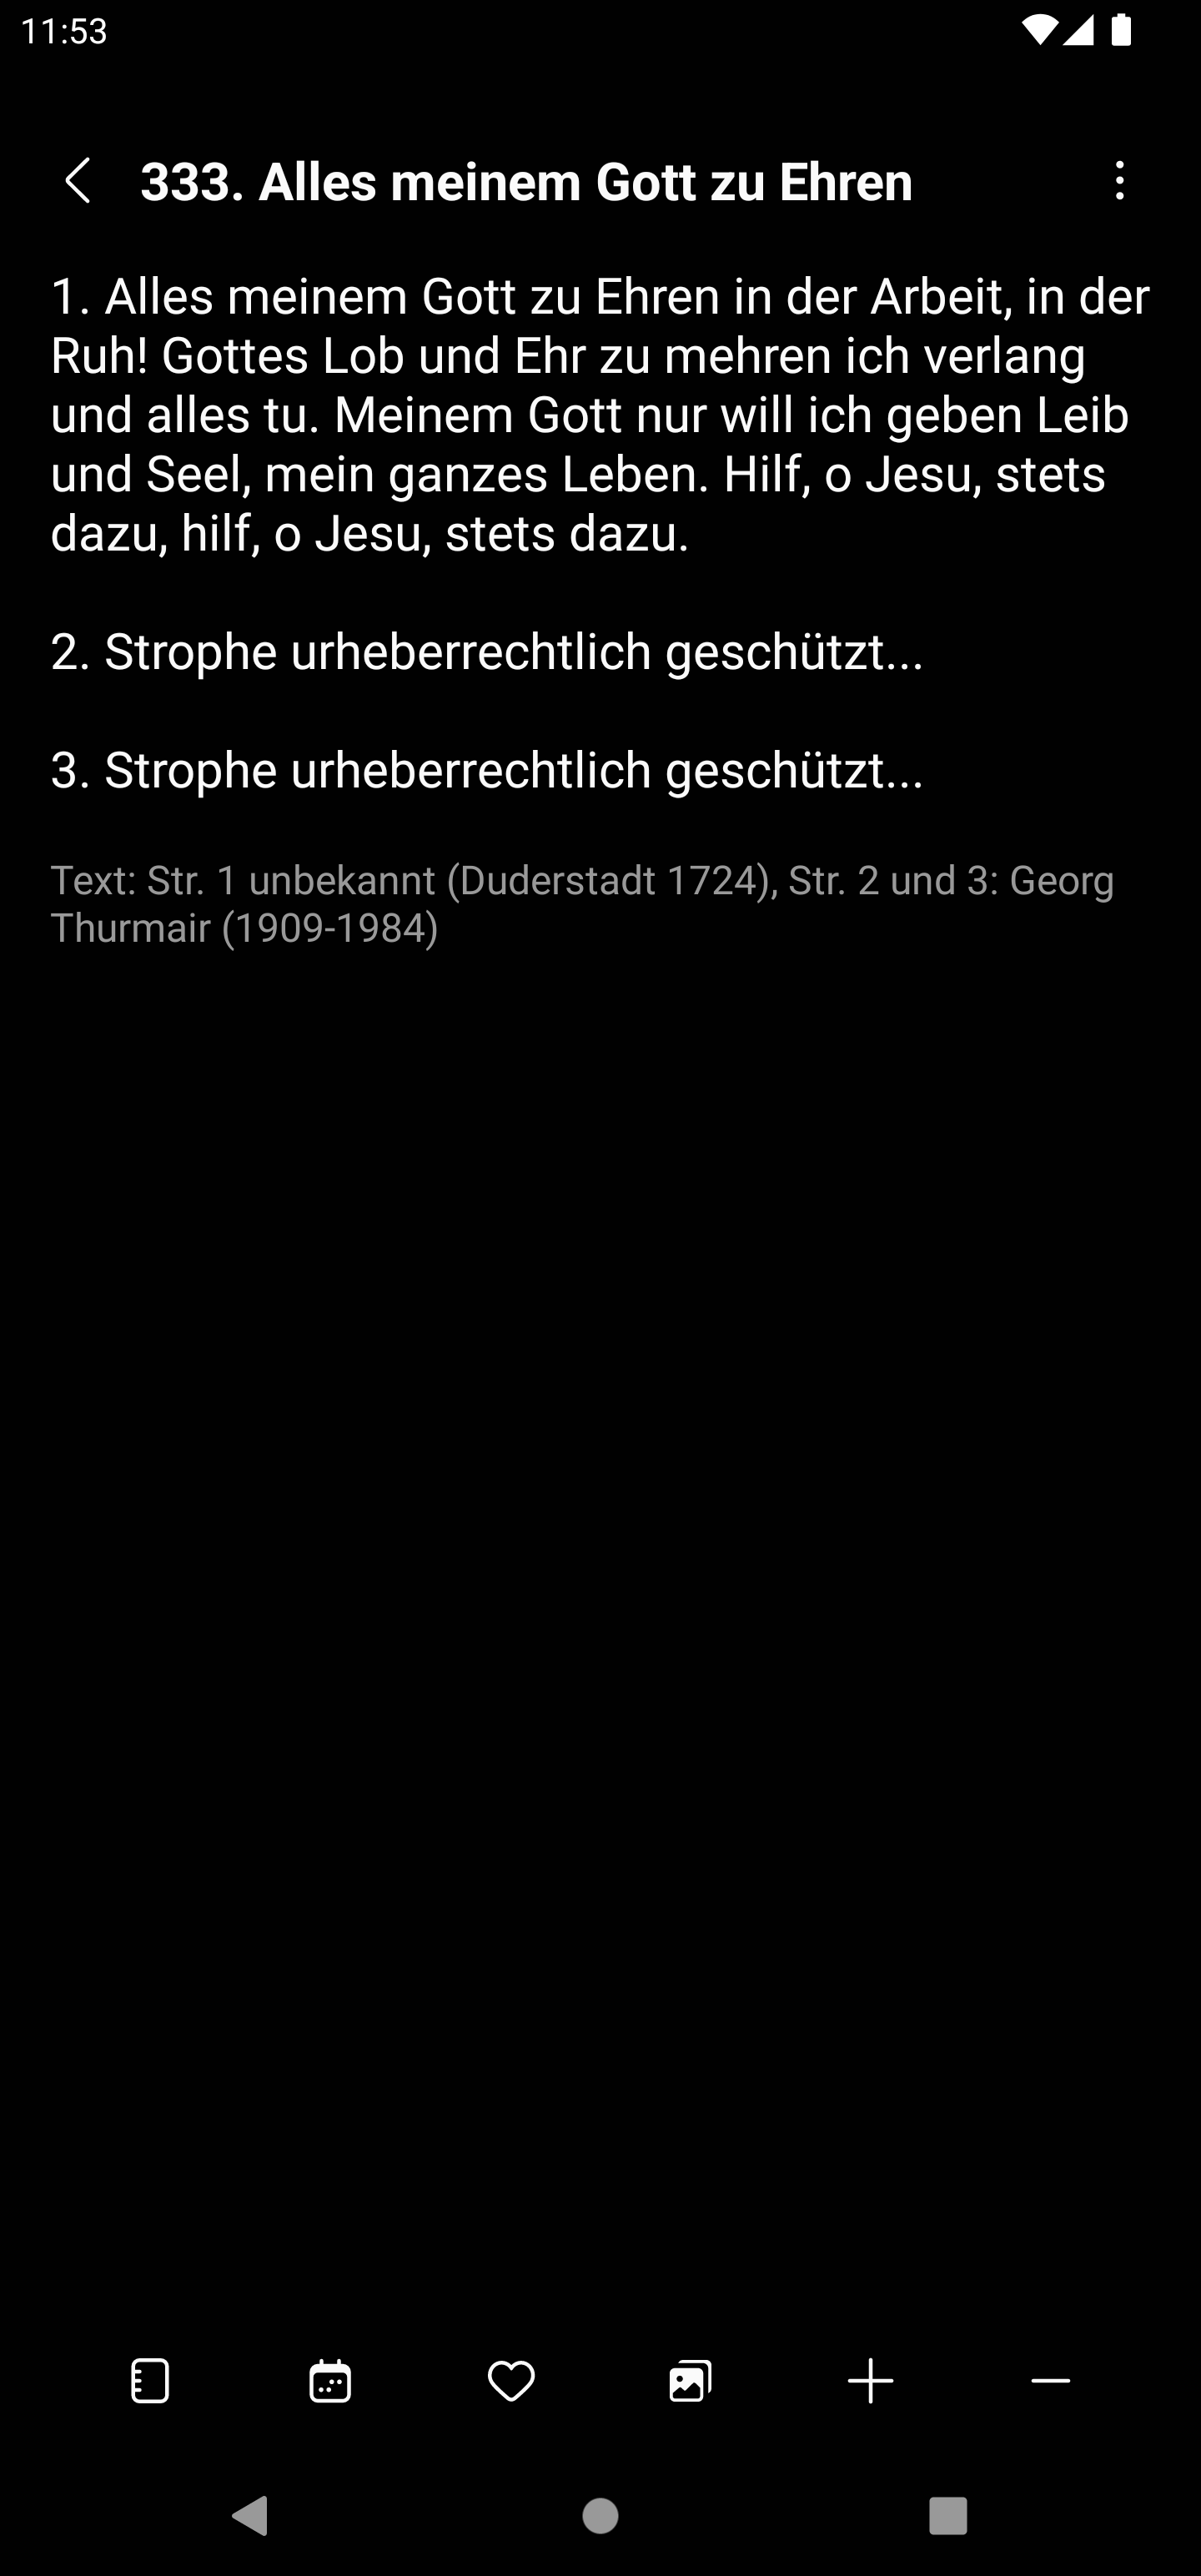 11:53
333. Alles meinem Gott zu Ehren
1. Alles meinem Gott zu Ehren in der Arbeit, in der
Ruh! Gottes Lob und Ehr zu mehren ich verlang
und alles tu. Meinem Gott nur will ich geben Leib
und Seel, mein ganzes Leben. Hilf, o Jesu, stets
dazu, hilf, o Jesu, stets dazu.
2. Strophe urheberrechtlich geschützt...
3. Strophe urheberrechtlich geschützt...
Text: Str. 1 unbekannt (Duderstadt 1724), Str. 2 und 3: Georg
Thurmair (1909-1984)